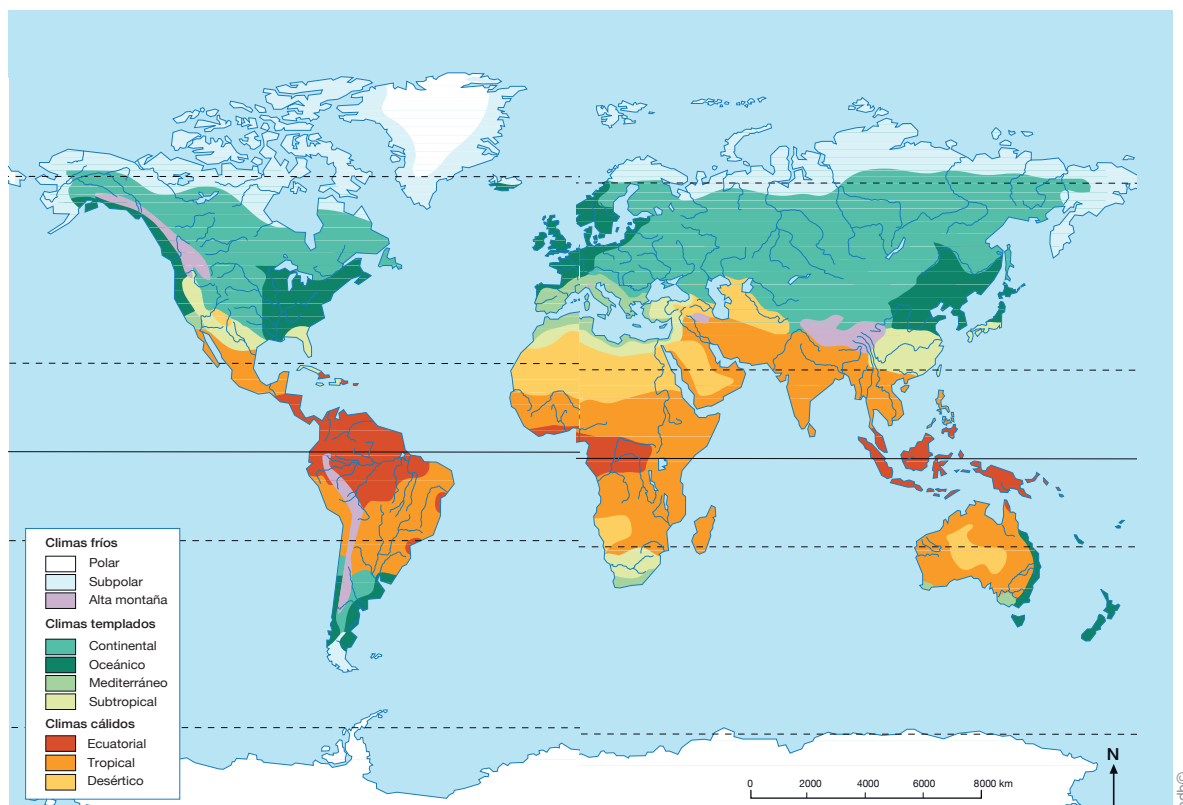 Climas fríos
Polar
Subpolar
Alta montaña
Climas templados
Continental
Oceánico
Mediterráneo
Subtropical
Climas cálidos
Ecuatorial
Tropical
Desértico
0 2000 4000 6000 8000 km
N